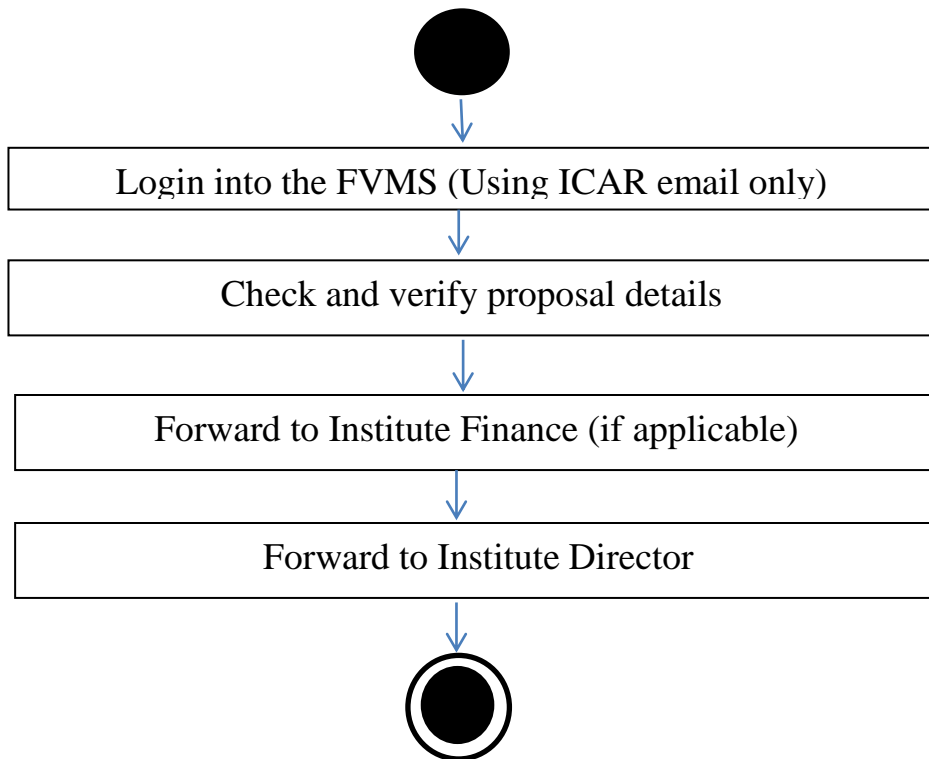 Login into the FVMS (Using ICAR email only)
Check and verify proposal details
Forward to Institute Finance (if applicable)
Forward to Institute Director